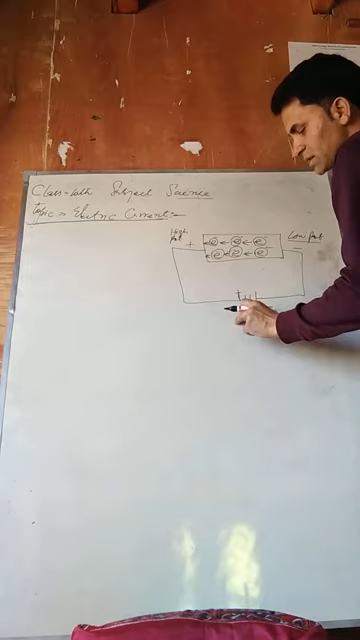 Class = 10th Subject Science
Topic = Electric Current
High
Pot
+
Low Pot
−
e e e
e e e
+